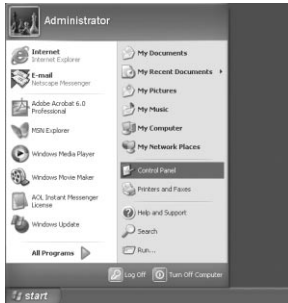 Administrator
Internet
Internet Explorer
E-mail
Netscape Messenger
Adobe Acrobat 6.0
Professional
MSN Explorer
Windows Media Player
Windows Movie Maker
AOL Instant Messenger
License
Windows Update
All Programs
My Documents
My Recent Documents
My Pictures
My Music
My Computer
My Network Places
Control Panel
Printers and Faxes
Help and Support
Search
Run...
Log Off
Turn Off Computer
start